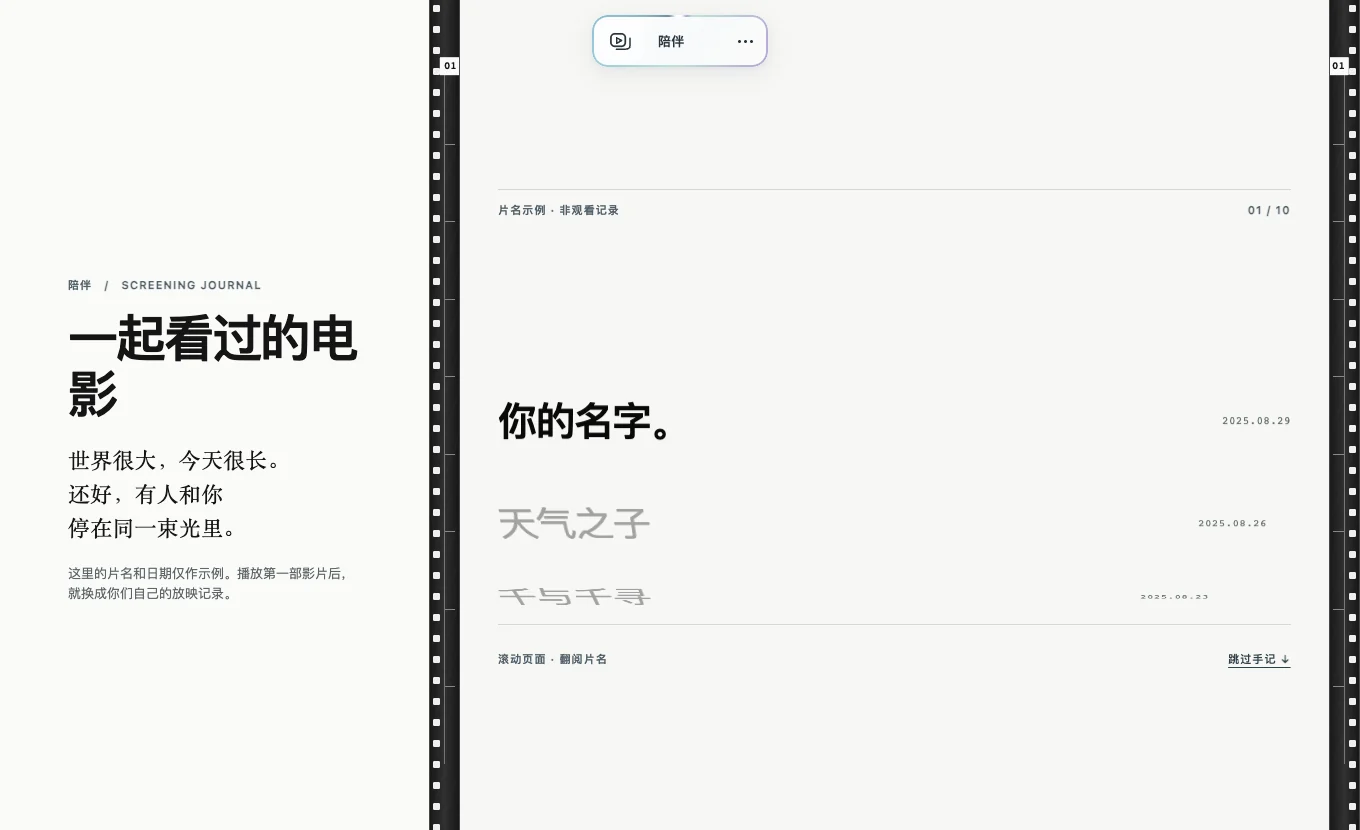 陪伴
01
01
片名示例 · 非观看记录
01 / 10
陪伴 / SCREENING JOURNAL
一起看过的电
影
世界很大，今天很长。
还好，有人和你
停在同一束光里。
这里的片名和日期仅作示例。播放第一部影片后，
就换成你们自己的放映记录。
你的名字。
2025.08.29
天气之子
2025.08.26
千与千寻
2025.08.23
滚动页面 · 翻阅片名
跳过手记 ↓